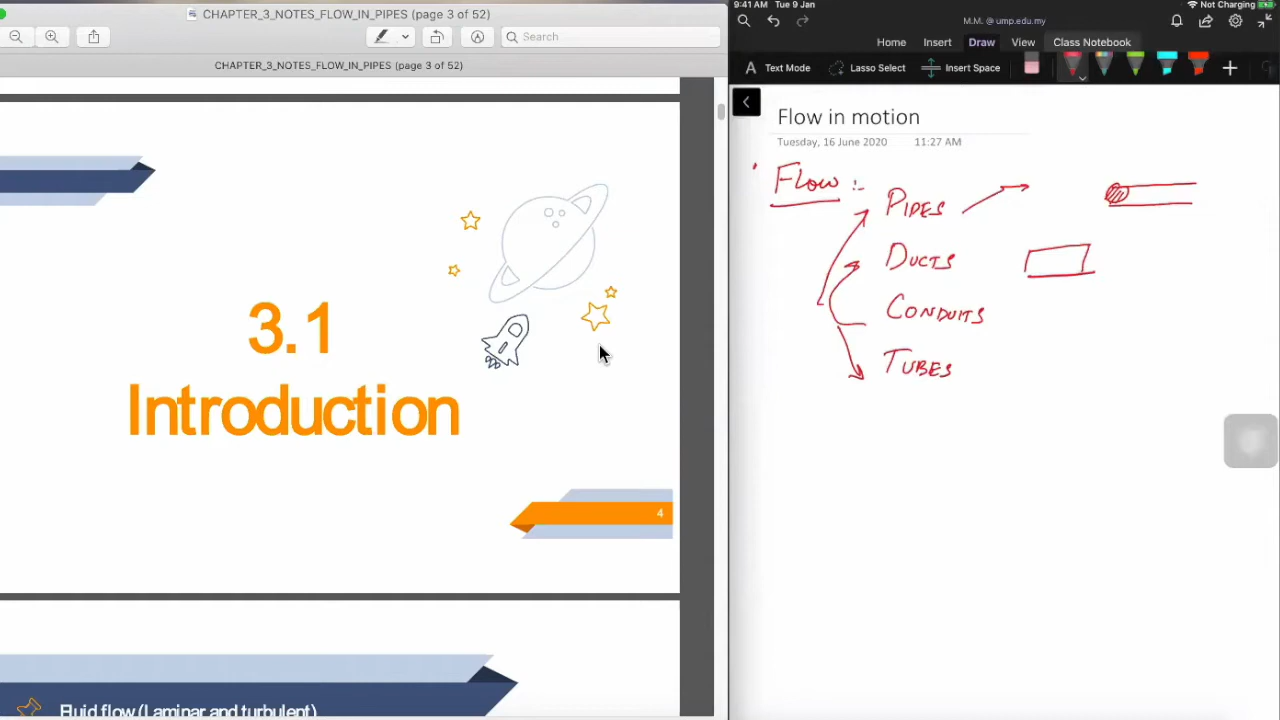 CHAPTER_3_NOTES_FLOW_IN_PIPES (page 3 of 52)
Search
CHAPTER_3_NOTES_FLOW_IN_PIPES (page 3 of 52)
3.1
Introduction
4
Fluid flow (Laminar and turbulent)
9:41 AM Tue 9 Jan
Not Charging
M.M. @ ump.edu.my
Home Insert Draw View Class Notebook
A Text Mode Lasso Select Insert Space
Flow in motion
Tuesday, 16 June 2020 11:27 AM
FLOW :-
PIPES
DUCTS
CONDUITS
TUBES